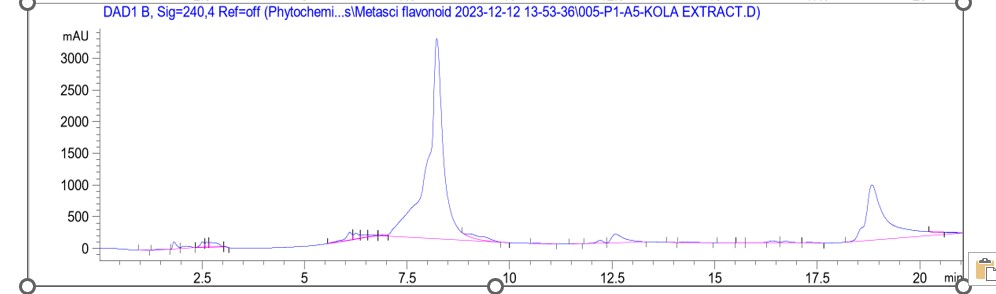 DAD1 B, Sig=240,4 Ref=off (Phytochemi...s\Metasci flavonoid 2023-12-12 13-53-36\005-P1-A5-KOLA EXTRACT.D)
mAU
3000
2500
2000
1500
1000
500
0
2.5 5 7.5 10 12.5 15 17.5 20 min